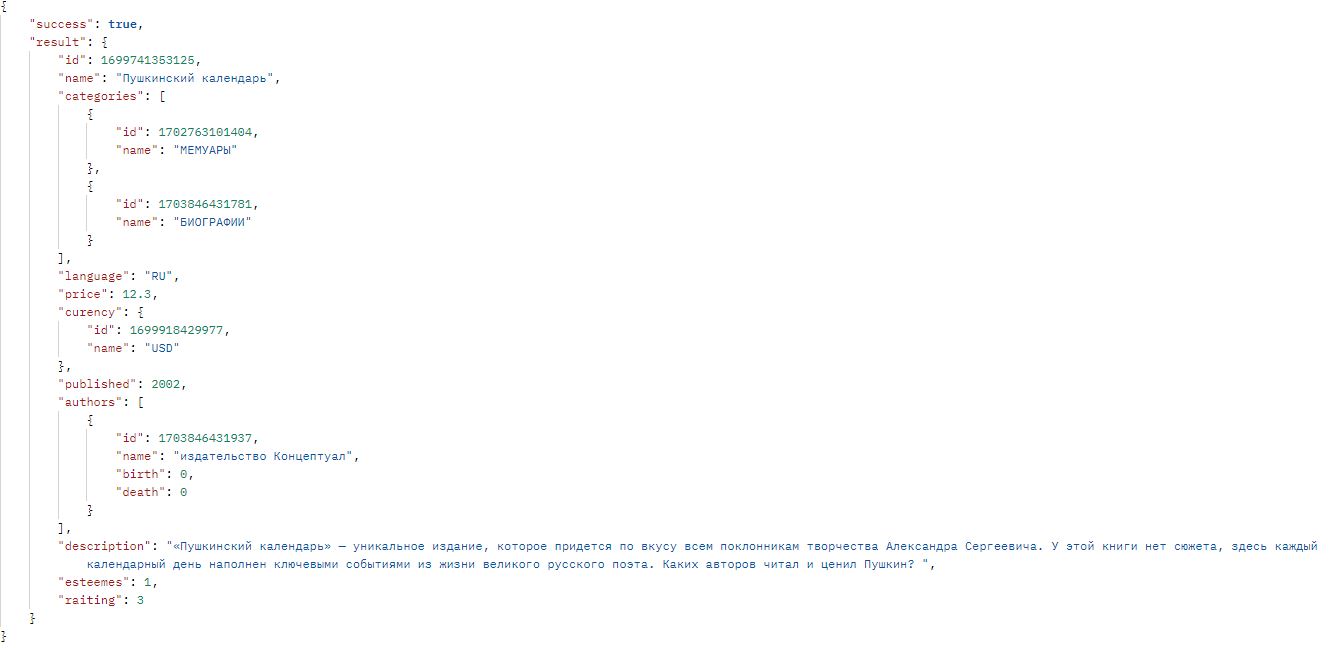 {
"success": true,
"result": {
"id": 1699741353125,
"name": "Пушкинский календарь",
"categories": [
{
"id": 1702763101404,
"name": "МЕМУАРЫ"
},
{
"id": 1703846431781,
"name": "БИОГРАФИИ"
}
],
"language": "RU",
"price": 12.3,
"curency": {
"id": 1699918429977,
"name": "USD"
},
"published": 2002,
"authors": [
{
"id": 1703846431937,
"name": "издательство Концептуал",
"birth": 0,
"death": 0
}
],
"description": "«Пушкинский календарь» — уникальное издание, которое придется по вкусу всем поклонникам творчества Александра Сергеевича. У этой книги нет сюжета, здесь каждый
календарный день наполнен ключевыми событиями из жизни великого русского поэта. Каких авторов читал и ценил Пушкин? ",
"esteemes": 1,
"raiting": 3
}
}